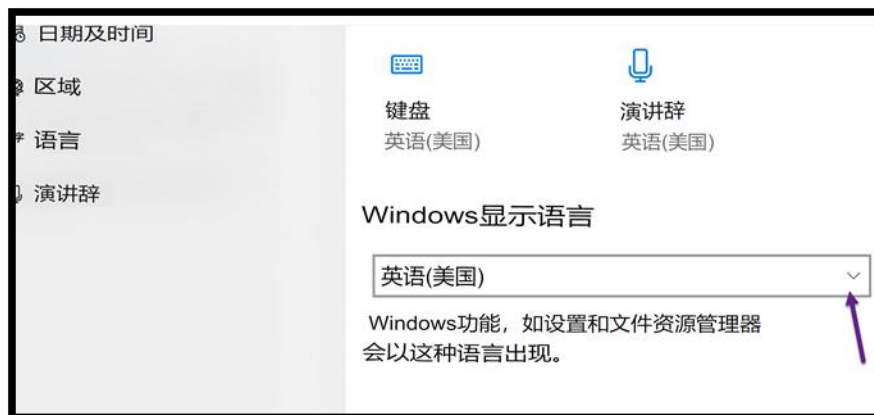 日期及时间
区域
语言
演讲辞
键盘
英语(美国)
演讲辞
英语(美国)
Windows显示语言
英语(美国)
Windows功能，如设置和文件资源管理器
会以这种语言出现。